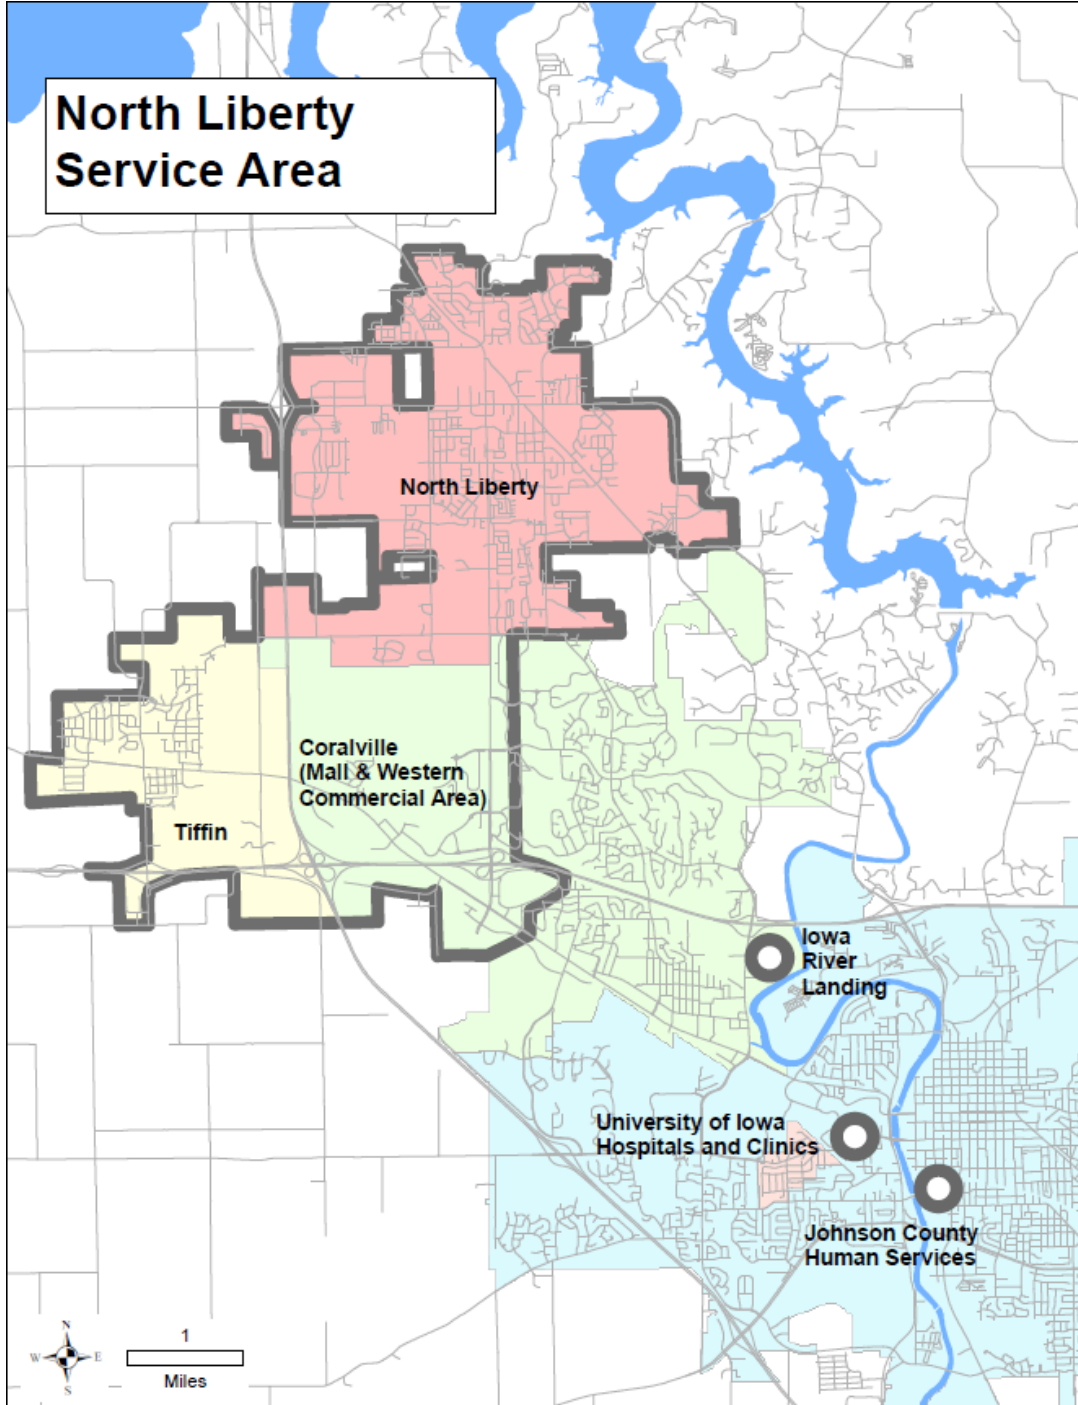 North Liberty
Service Area
North Liberty
Coralville
(Mall & Western
Commercial Area)
Tiffin
Iowa
River
Landing
University of Iowa
Hospitals and Clinics
Johnson County
Human Services
N
W E
S
1
Miles